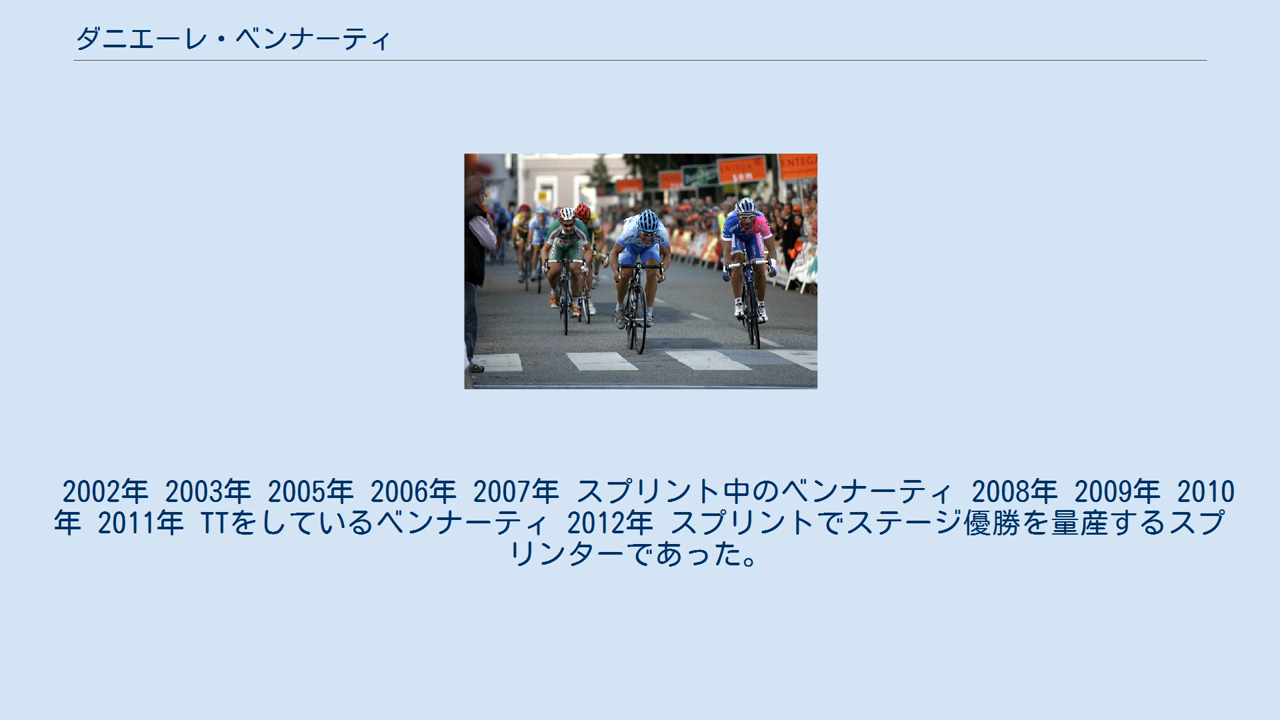 ダニエーレ・ベンナーティ
ENTEGA
ENTEGA
2002年 2003年 2005年 2006年 2007年 スプリント中のベンナーティ 2008年 2009年 2010
年 2011年 TTをしているベンナーティ 2012年 スプリントでステージ優勝を量産するスプ
リンターであった。